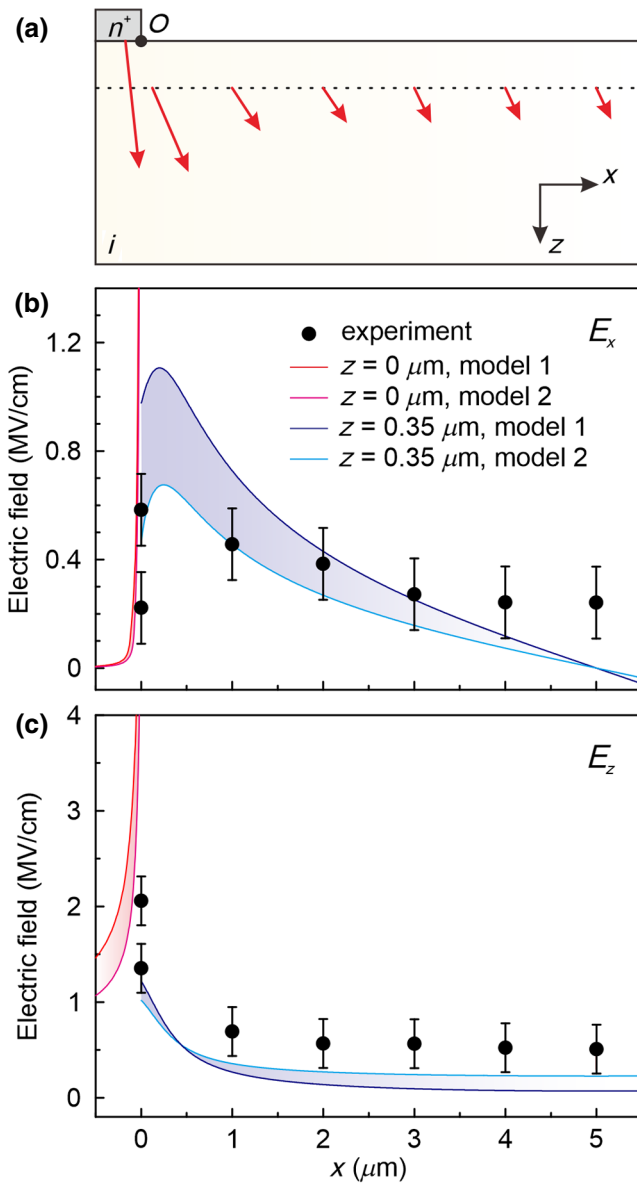 (a)
n⁺ O
x
z
i
(b)
Eₓ
experiment
z = 0 μm, model 1
z = 0 μm, model 2
z = 0.35 μm, model 1
z = 0.35 μm, model 2
Electric field (MV/cm)
1.2
0.8
0.4
0
(c)
E_z
Electric field (MV/cm)
4
3
2
1
0
0 1 2 3 4 5
x (μm)